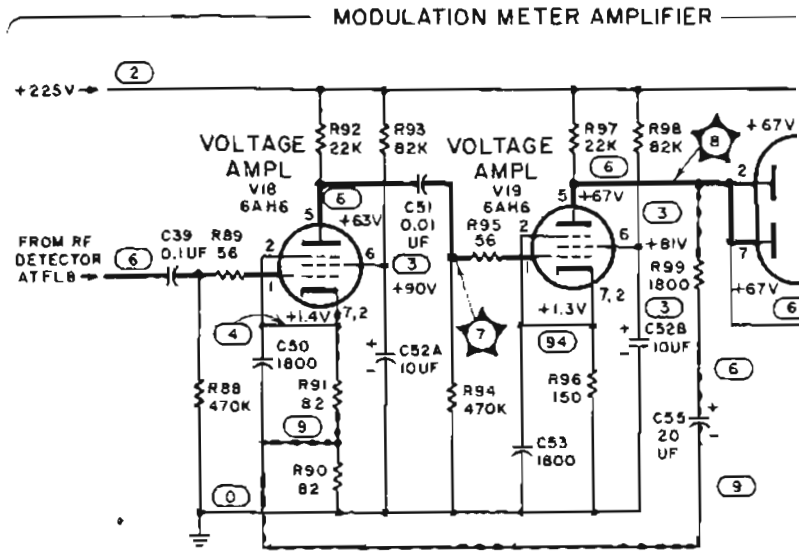 MODULATION METER AMPLIFIER
2
+225V
R92
22K
R93
82K
R97
22K
R98
82K
+67V
8
VOLTAGE
AMPL
V18
6AH6
VOLTAGE
AMPL
V19
6AH6
6
2
5
6
+63V
C51
0.01
UF
5
+67V
3
FROM RF
DETECTOR
AT FL8
6
C39
0.1UF
R89
56
2
1
6
3
+90V
R95
56
2
1
6
+81V
R99
1800
7
+67V
6
7
+1.4V
7,2
+1.3V
7,2
3
4
C50
1800
C52A
10UF
94
C52B
10UF
+
-
+
-
R88
470K
R91
82
R94
470K
R96
150
6
9
C53
1800
C55
20
UF
+
-
R90
82
0
9